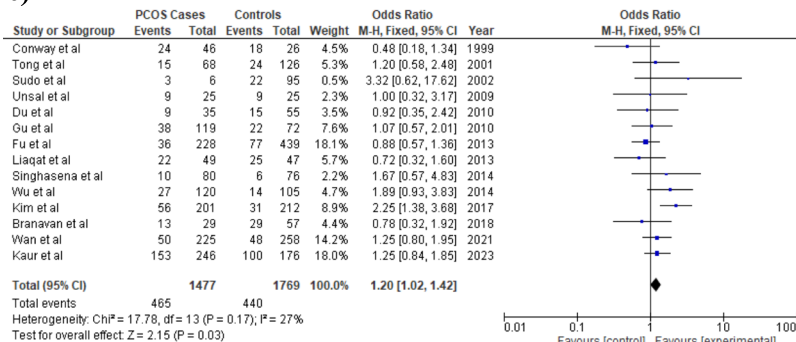 PCOS Cases Controls Odds Ratio Odds Ratio
Study or Subgroup Events Total Events Total Weight M-H, Fixed, 95% CI Year M-H, Fixed, 95% CI
Conway et al 24 46 18 26 4.5% 0.48 [0.18, 1.34] 1999
Tong et al 15 68 24 126 5.3% 1.20 [0.58, 2.48] 2001
Sudo et al 3 6 22 95 0.5% 3.32 [0.62, 17.62] 2002
Unsal et al 9 25 9 25 2.3% 1.00 [0.32, 3.17] 2009
Du et al 9 35 15 55 3.4% 0.92 [0.35, 2.42] 2010
Gu et al 38 119 22 72 7.6% 1.07 [0.57, 2.01] 2010
Fu et al 36 228 77 439 18.1% 0.88 [0.57, 1.36] 2013
Liaqat et al 22 49 25 47 5.7% 0.72 [0.32, 1.60] 2013
Singhasena et al 10 80 6 76 2.2% 1.67 [0.57, 4.83] 2014
Wu et al 27 120 14 105 4.7% 1.89 [0.93, 3.83] 2014
Kim et al 56 201 31 212 8.9% 2.25 [1.38, 3.68] 2017
Branavan et al 13 29 29 57 4.4% 0.78 [0.32, 1.92] 2018
Wan et al 50 225 48 258 14.2% 1.25 [0.80, 1.95] 2021
Kaur et al 153 246 100 176 18.0% 1.25 [0.84, 1.85] 2023
Total (95% CI) 1477 1769 100.0% 1.20 [1.02, 1.42]
Total events 465 440
Heterogeneity: Chi² = 17.78, df = 13 (P = 0.17); I² = 27%
Test for overall effect: Z = 2.15 (P = 0.03)
0.01 0.1 1 10 100
Favours [control] Favours [experimental]